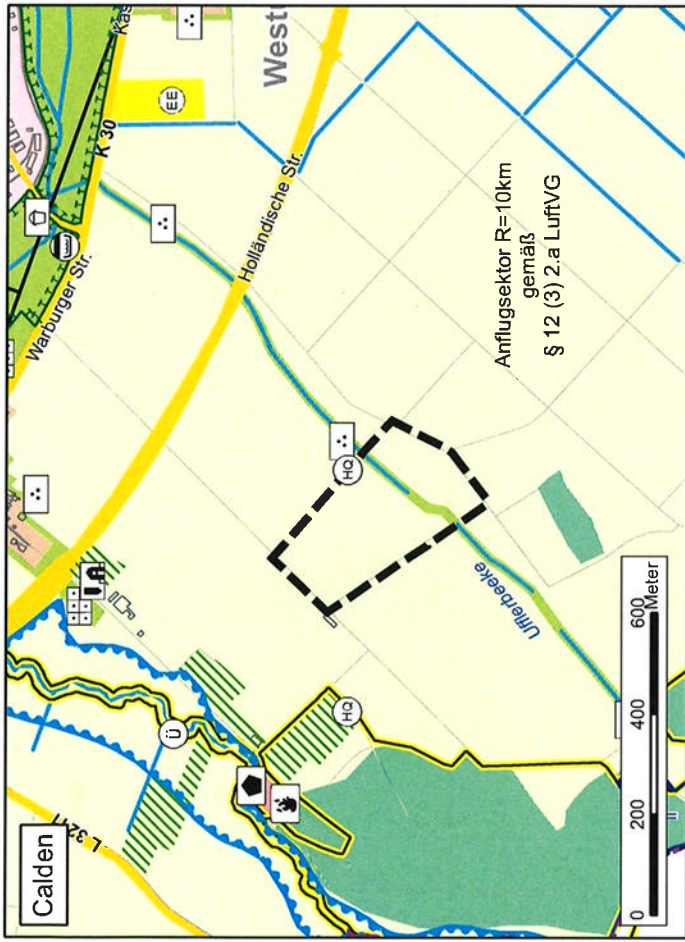 Calden
L 3211
Ü
HQ
HQ
Warburger Str.
K 30
Kas
EE
West
Holländische Str.
Anflugsektor R=10km
gemäß
§ 12 (3) 2.a LuftVG
Ufflerbeeke
0
200
400
600
Meter